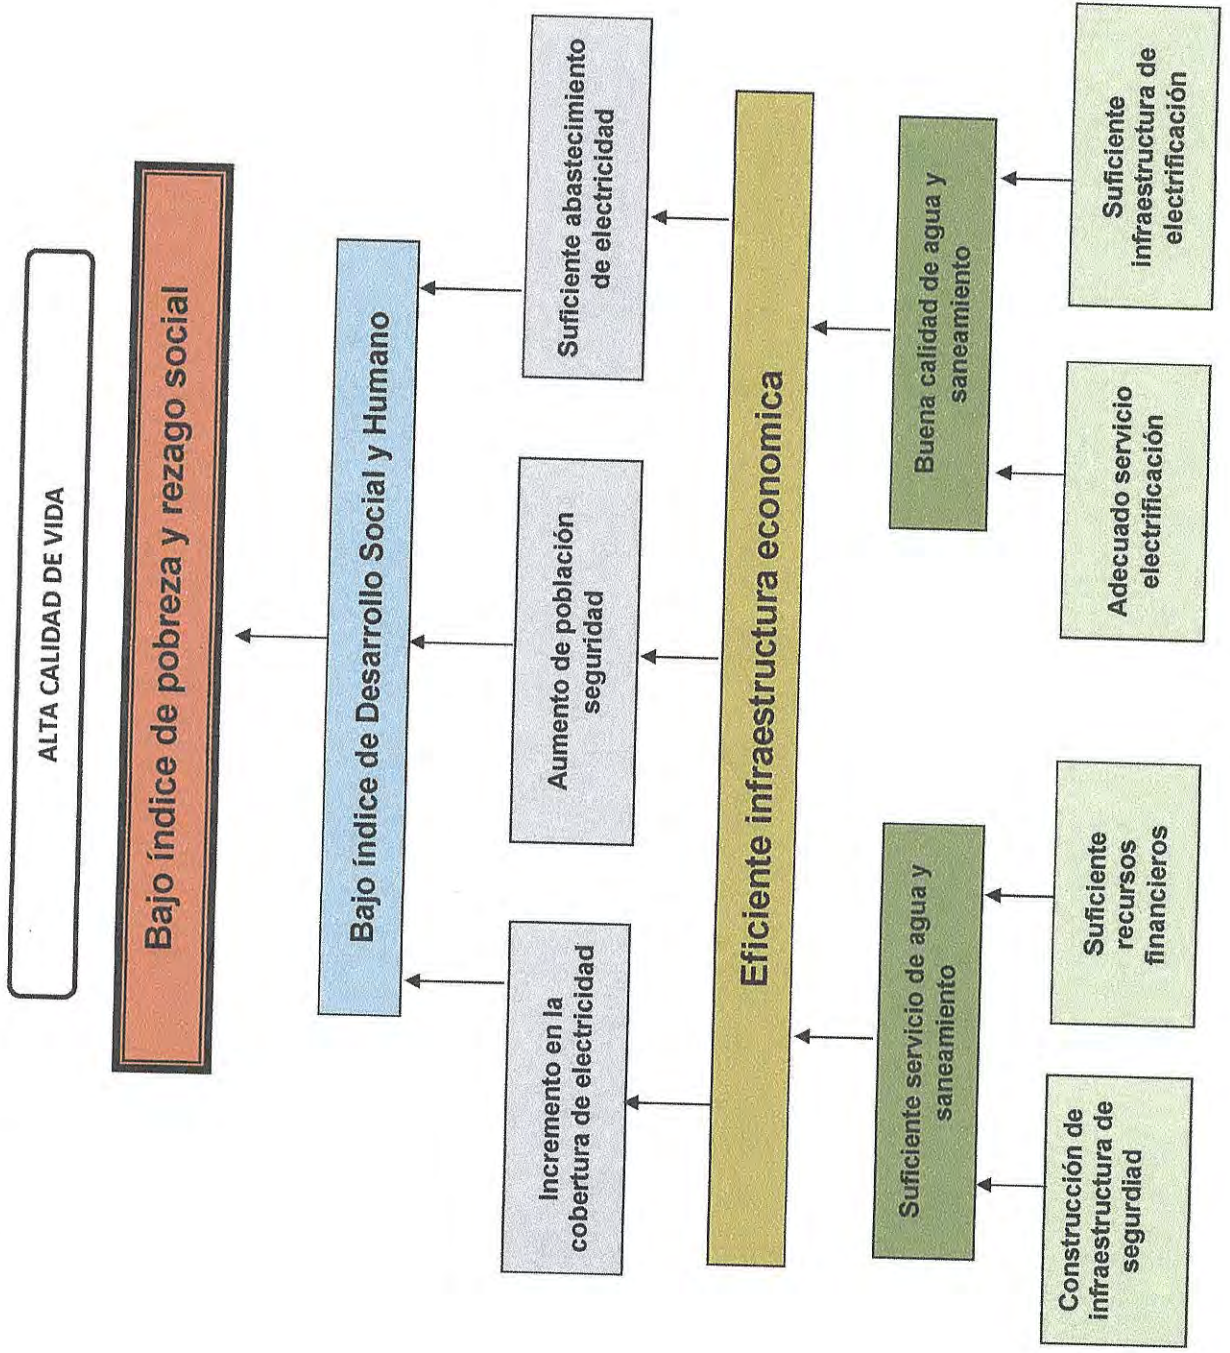 ALTA CALIDAD DE VIDA
Bajo índice de pobreza y rezago social
Bajo índice de Desarrollo Social y Humano
Incremento en la
cobertura de electricidad
Aumento de población
seguridad
Suficiente abastecimiento
de electricidad
Eficiente infraestructura economica
Suficiente servicio de agua y
saneamiento
Buena calidad de agua y
saneamiento
Construcción de
infraestructura de
segurdiad
Suficiente
recursos
financieros
Adecuado servicio
electrificación
Suficiente
infraestructura de
electrificación